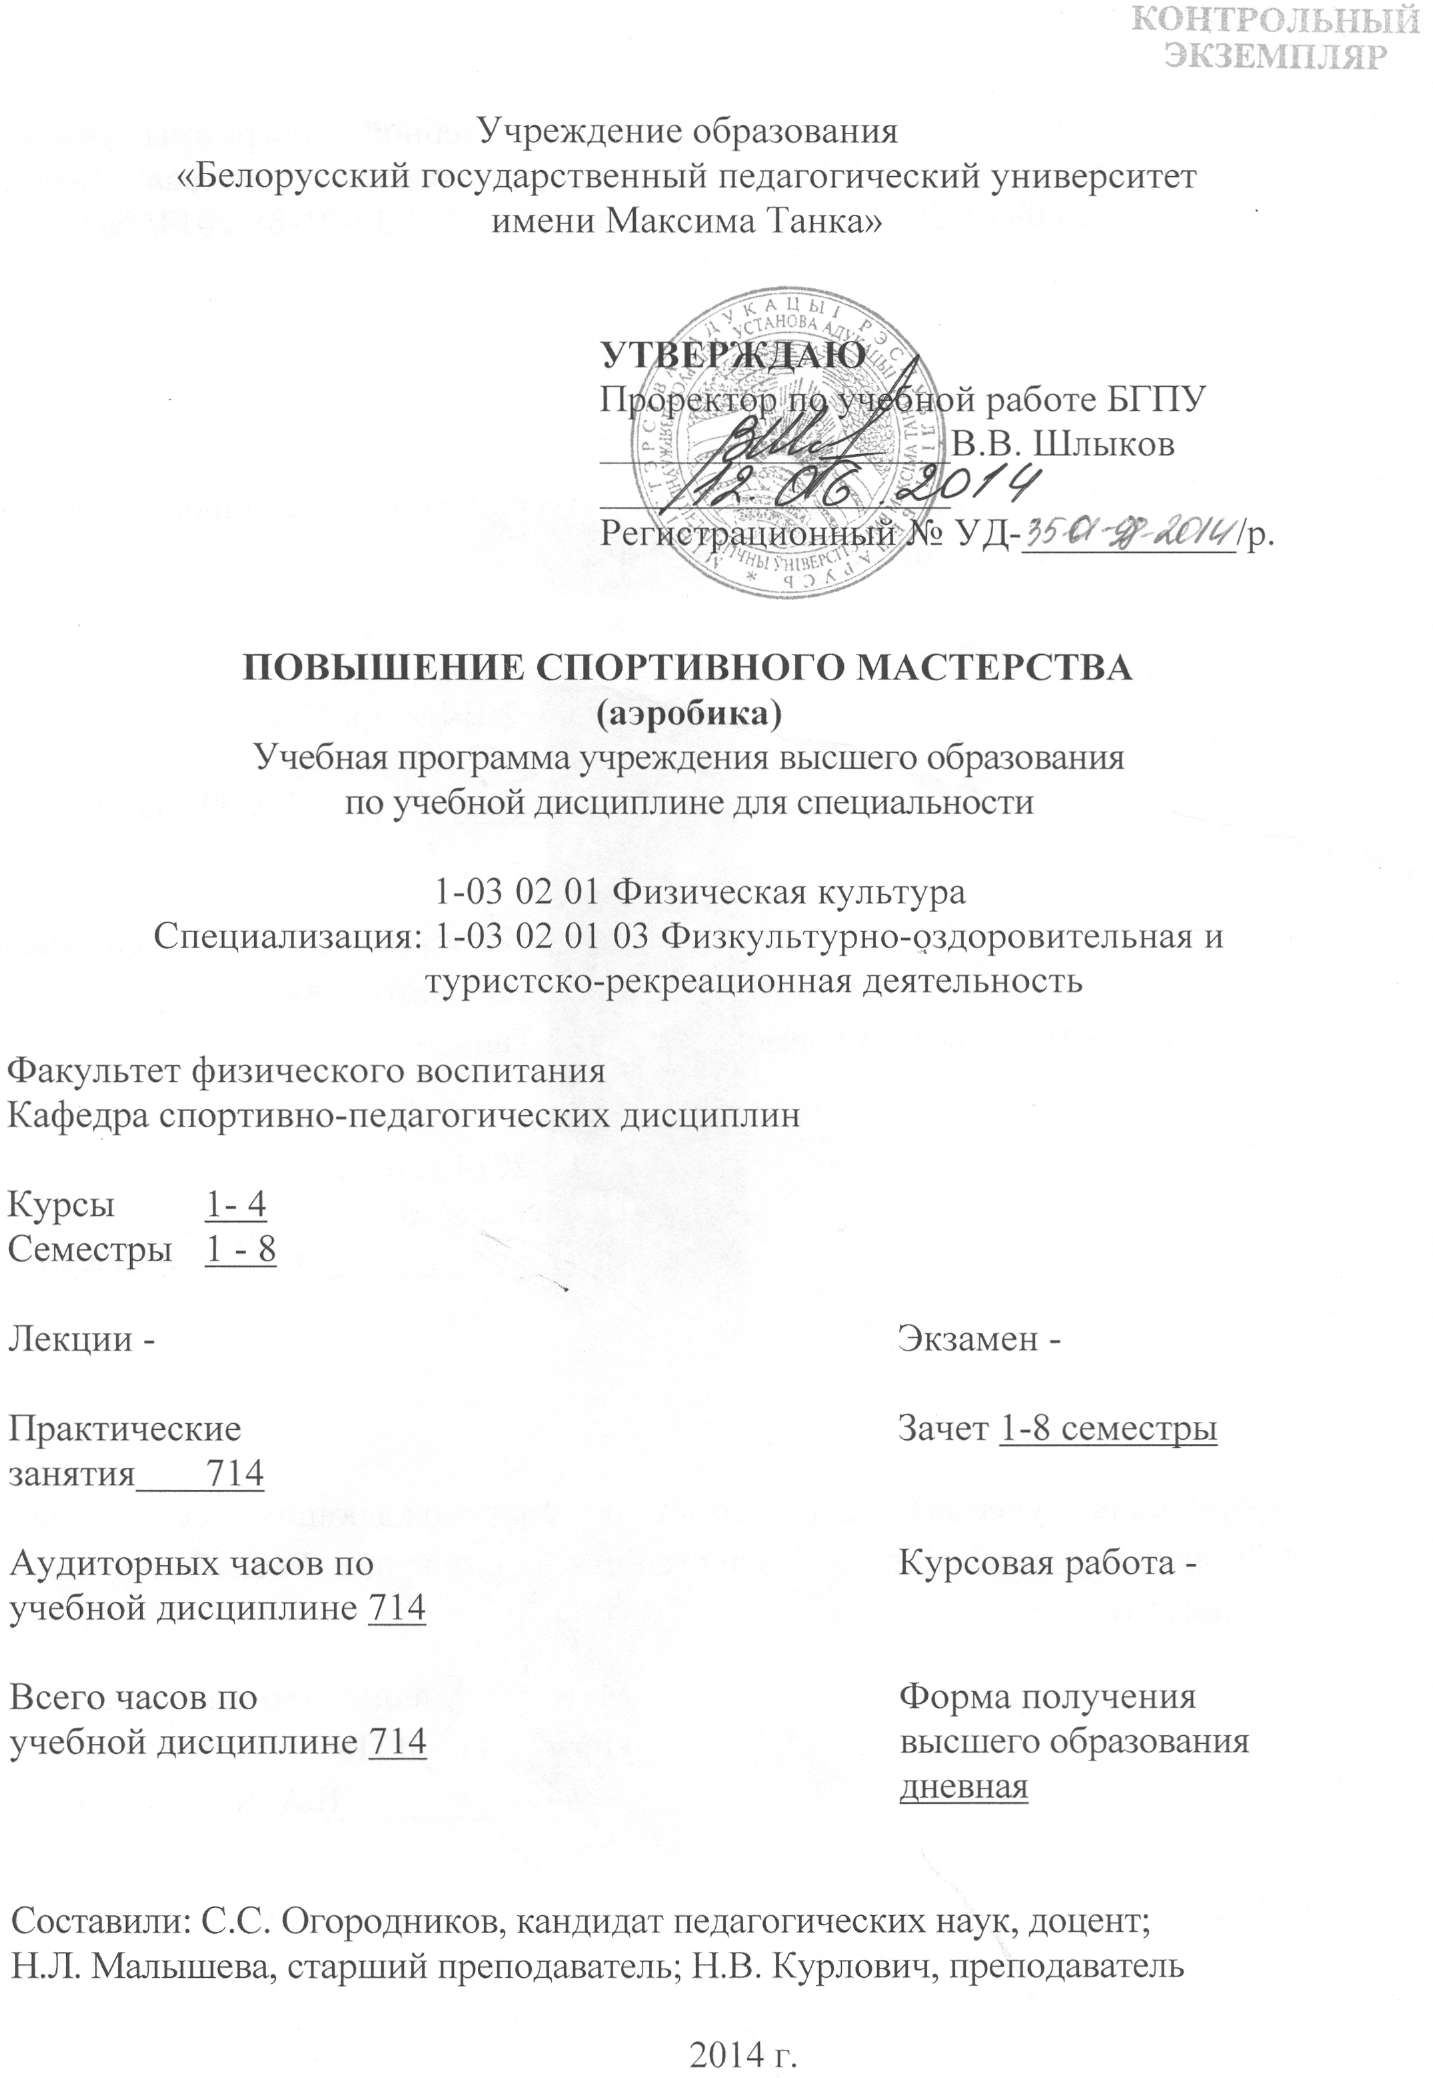 КОНТРОЛЬНЫЙ
ЭКЗЕМПЛЯР
Учреждение образования
«Белорусский государственный педагогический университет
имени Максима Танка»
УТВЕРЖДАЮ
Проректор по учебной работе БГПУ
В.В. Шлыков
12.06.2014
Регистрационный № УД-35-01-98-2014/р.
ПОВЫШЕНИЕ СПОРТИВНОГО МАСТЕРСТВА
(аэробика)
Учебная программа учреждения высшего образования
по учебной дисциплине для специальности
1-03 02 01 Физическая культура
Специализация: 1-03 02 01 03 Физкультурно-оздоровительная и
туристско-рекреационная деятельность
Факультет физического воспитания
Кафедра спортивно-педагогических дисциплин
Курсы 1- 4
Семестры 1 - 8
Лекции -
Экзамен -
Практические
занятия 714
Зачет 1-8 семестры
Аудиторных часов по
учебной дисциплине 714
Курсовая работа -
Всего часов по
учебной дисциплине 714
Форма получения
высшего образования
дневная
Составили: С.С. Огородников, кандидат педагогических наук, доцент;
Н.Л. Малышева, старший преподаватель; Н.В. Курлович, преподаватель
2014 г.